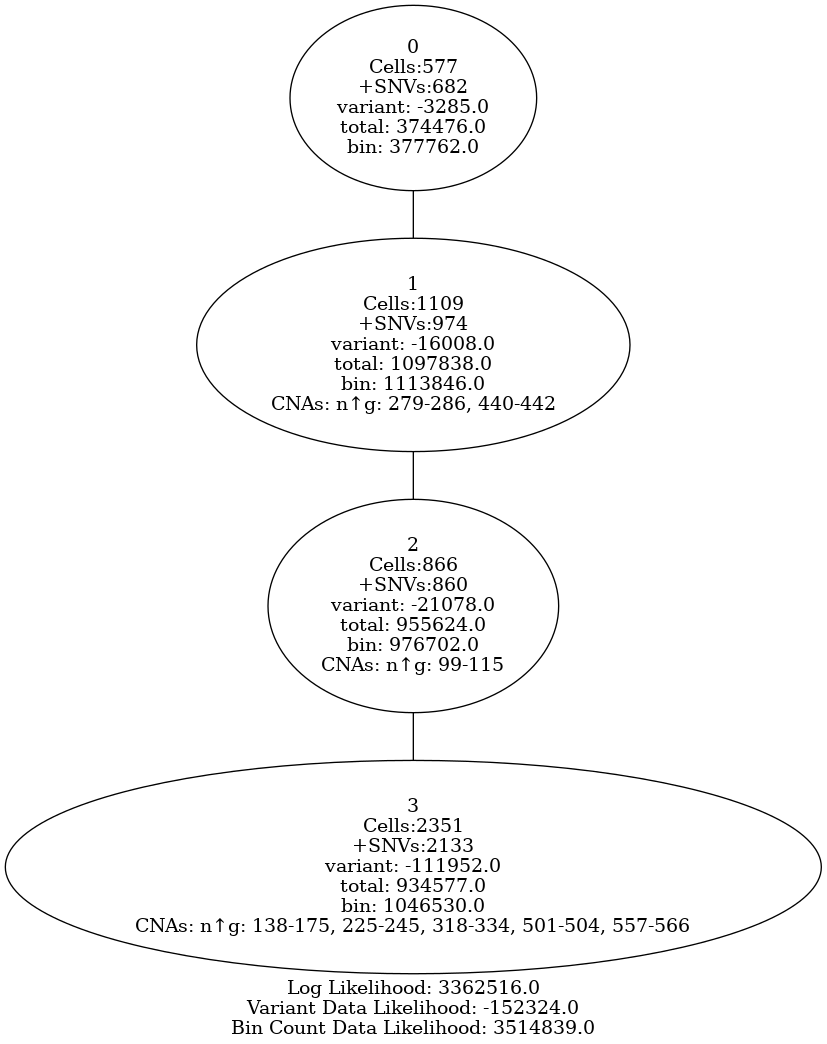 0
Cells:577
+SNVs:682
variant: -3285.0
total: 374476.0
bin: 377762.0
1
Cells:1109
+SNVs:974
variant: -16008.0
total: 1097838.0
bin: 1113846.0
CNAs: n↑g: 279-286, 440-442
2
Cells:866
+SNVs:860
variant: -21078.0
total: 955624.0
bin: 976702.0
CNAs: n↑g: 99-115
3
Cells:2351
+SNVs:2133
variant: -111952.0
total: 934577.0
bin: 1046530.0
CNAs: n↑g: 138-175, 225-245, 318-334, 501-504, 557-566
Log Likelihood: 3362516.0
Variant Data Likelihood: -152324.0
Bin Count Data Likelihood: 3514839.0